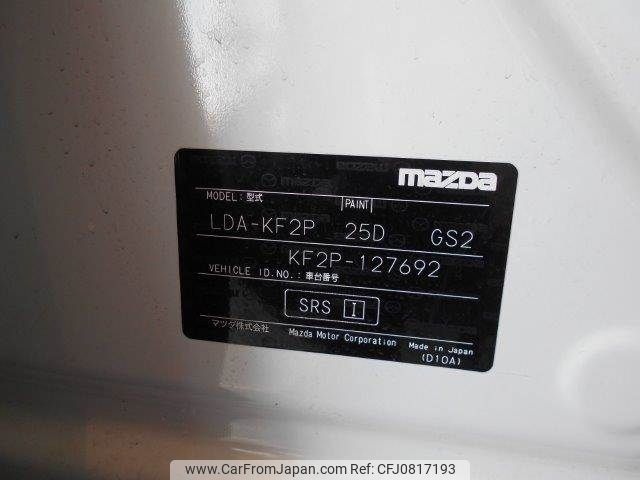 mazda
MODEL : 型式 PAINT
LDA-KF2P 25D GS2
KF2P-127692
VEHICLE ID.NO. : 車台番号
SRS I
マツダ株式会社 Mazda Motor Corporation Made in Japan
(D10A)
www.CarFromJapan.com | REFNO:CFJ0817193